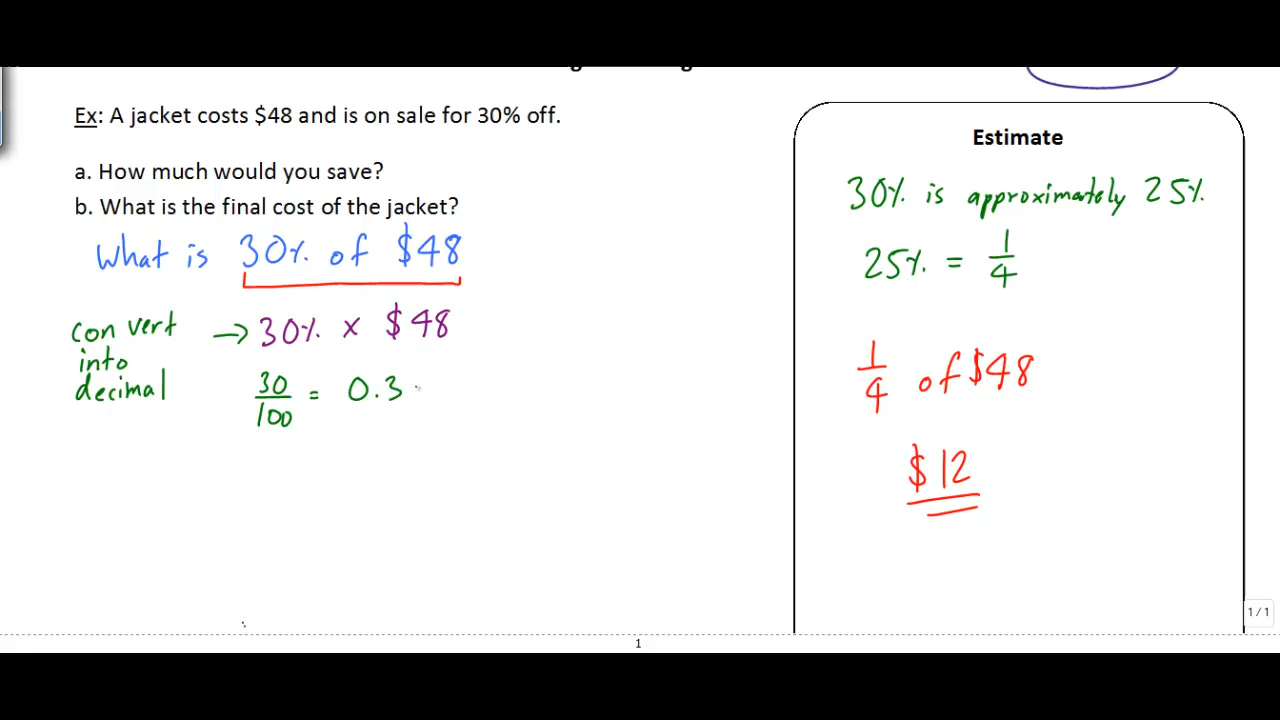 Ex: A jacket costs $48 and is on sale for 30% off.
a. How much would you save?
b. What is the final cost of the jacket?
What is 30% of $48
convert → 30% x $48
into
decimal 30/100 = 0.3
Estimate
30% is approximately 25%
25% = 1/4
1/4 of $48
$12
1 / 1
1